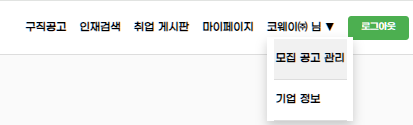 구직공고 인재검색 취업 게시판 마이페이지 코웨이㈜ 님 ▼ 로그아웃
모집 공고 관리
기업 정보